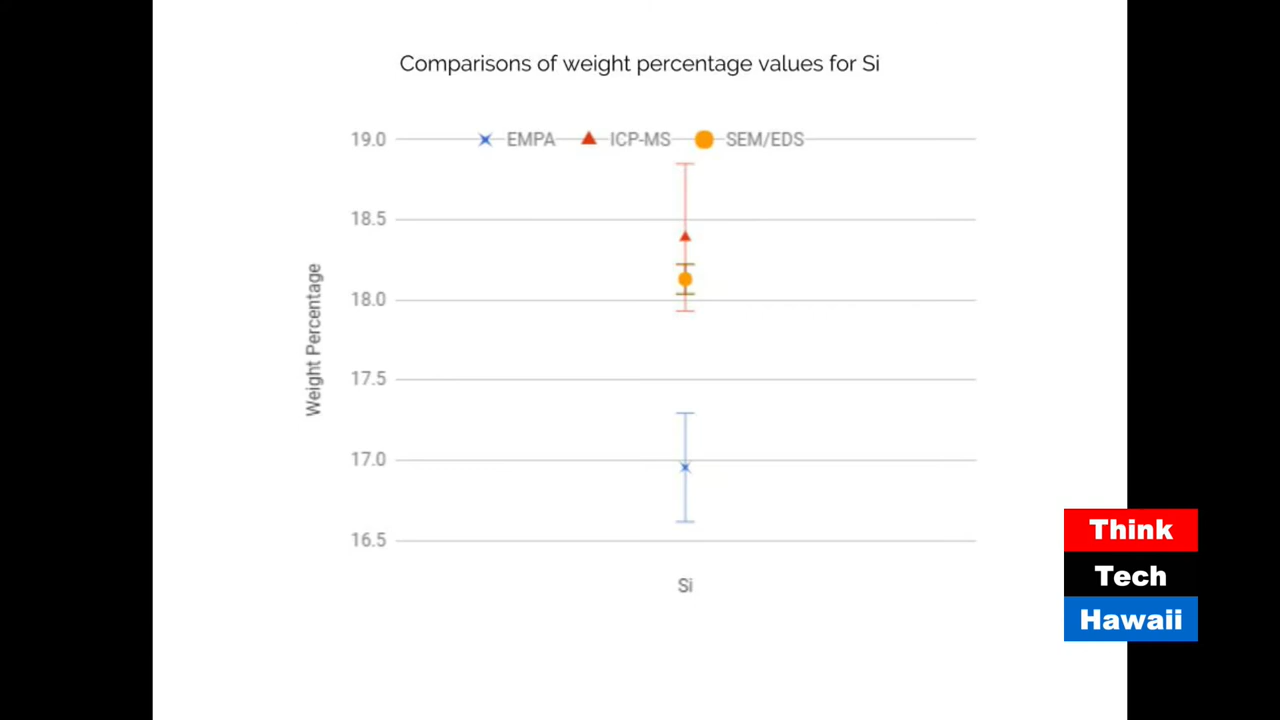 Comparisons of weight percentage values for Si
EMPA ICP-MS SEM/EDS
19.0
18.5
18.0
17.5
17.0
16.5
Weight Percentage
Si
Think
Tech
Hawaii